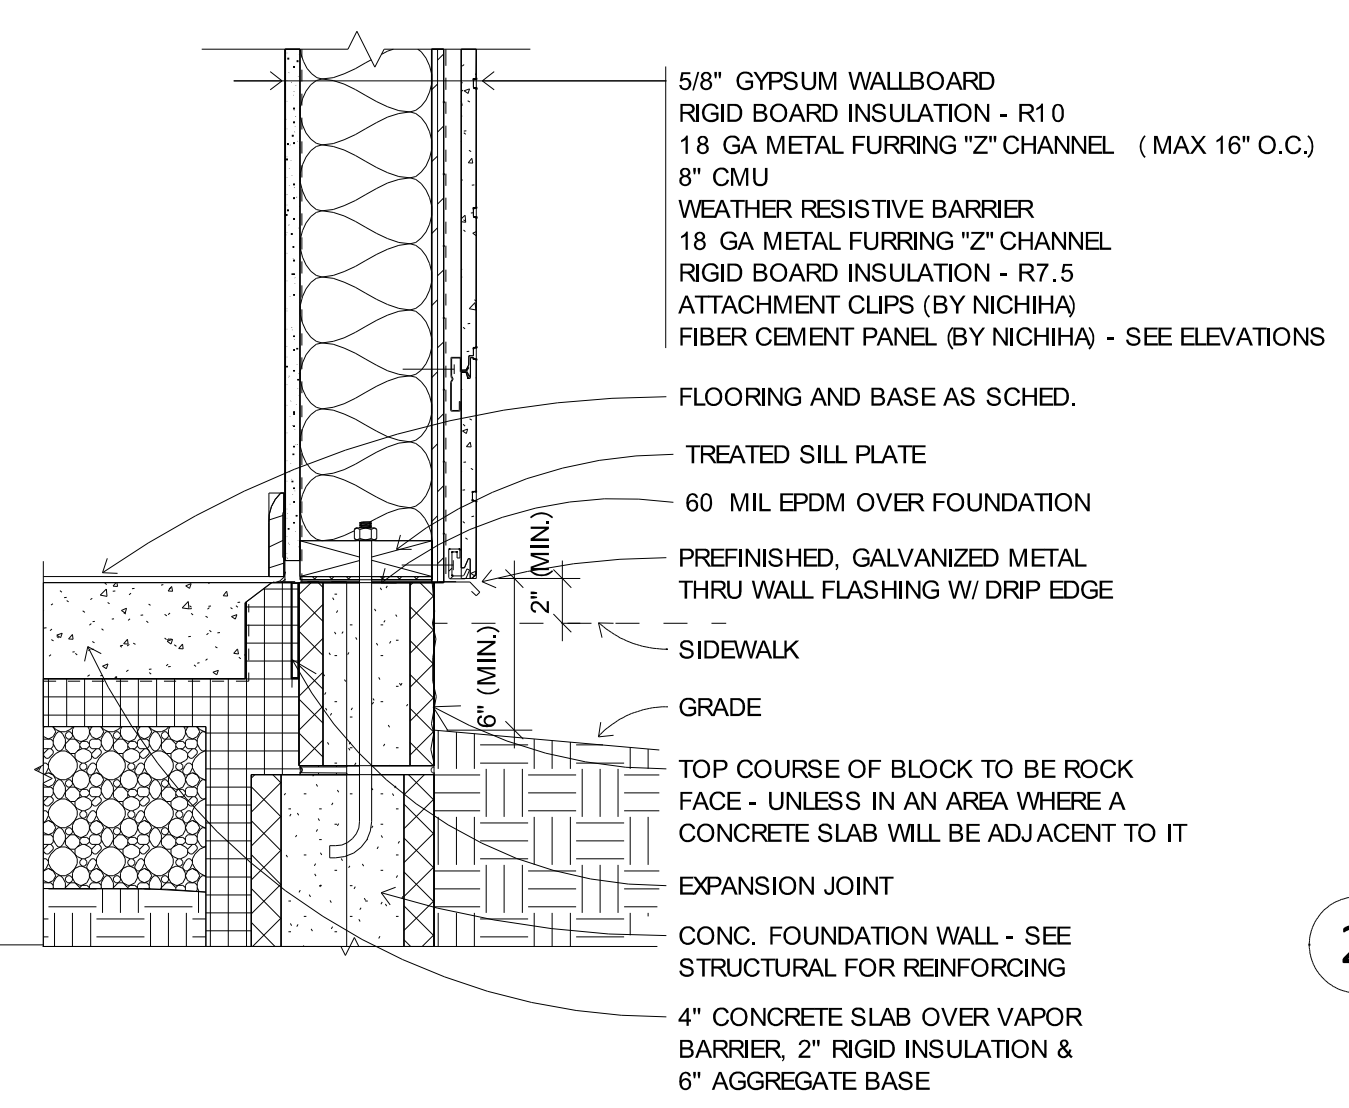 5/8" GYPSUM WALLBOARD
RIGID BOARD INSULATION - R10
18 GA METAL FURRING "Z" CHANNEL (MAX 16" O.C.)
8" CMU
WEATHER RESISTIVE BARRIER
18 GA METAL FURRING "Z" CHANNEL
RIGID BOARD INSULATION - R7.5
ATTACHMENT CLIPS (BY NICHIHA)
FIBER CEMENT PANEL (BY NICHIHA) - SEE ELEVATIONS
FLOORING AND BASE AS SCHED.
TREATED SILL PLATE
60 MIL EPDM OVER FOUNDATION
PREFINISHED, GALVANIZED METAL
THRU WALL FLASHING W/ DRIP EDGE
2" (MIN.)
6" (MIN.)
SIDEWALK
GRADE
TOP COURSE OF BLOCK TO BE ROCK
FACE - UNLESS IN AN AREA WHERE A
CONCRETE SLAB WILL BE ADJACENT TO IT
EXPANSION JOINT
CONC. FOUNDATION WALL - SEE
STRUCTURAL FOR REINFORCING
4" CONCRETE SLAB OVER VAPOR
BARRIER, 2" RIGID INSULATION &
6" AGGREGATE BASE